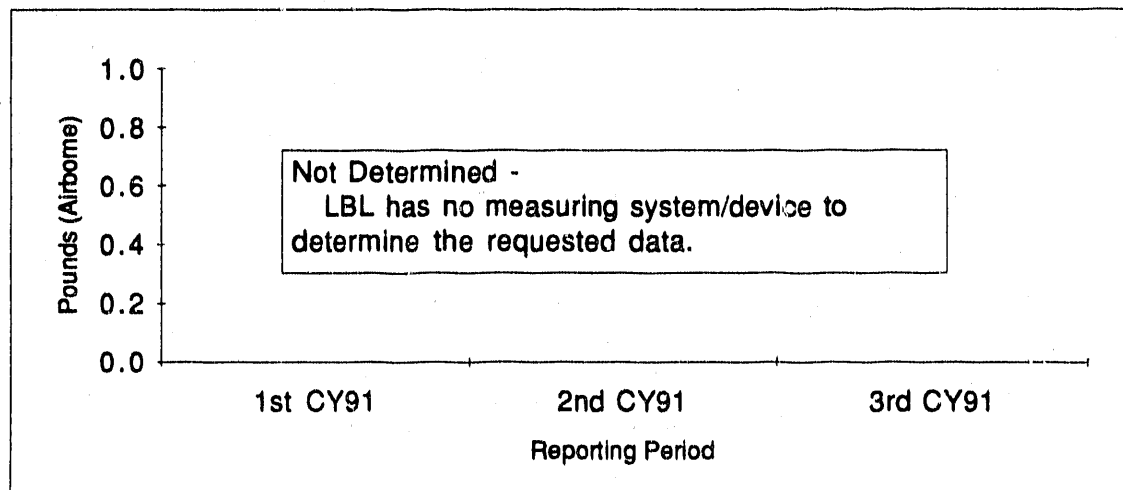 1.0
0.8
0.6
0.4
0.2
0.0
Pounds (Airborne)
Not Determined -
LBL has no measuring system/device to
determine the requested data.
1st CY91
2nd CY91
3rd CY91
Reporting Period